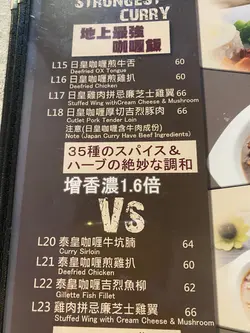 STRONGEST
CURRY
地上最強
咖喱飯
L15 日皇咖喱煎牛舌 60
Deefried OX Tongue
L16 日皇咖喱煎雞扒 60
Deefried Chicken
L17 日皇雞肉拼忌廉芝士雞翼 66
Stuffed Wing with Cream Cheese & Mushroom
L18 日皇咖喱厚切吉烈豚肉 66
Cutlet Pork Tender Loin
注意(日皇咖喱含牛肉成份)
Note (Japan Curry Have Beef Ingredients)
35種のスパイス&
ハーブの絶妙な調和
增香濃1.6倍
Vs
L20 泰皇咖喱牛坑腩 64
Curry Sirloin
L21 泰皇咖喱煎雞扒 62
Deefried Chicken
L22 泰皇咖喱吉烈魚柳 62
Gillette Fish Fillet
L23 雞肉拼忌廉芝士雞翼 66
Stuffed Wing with Cream Cheese & Mushroom